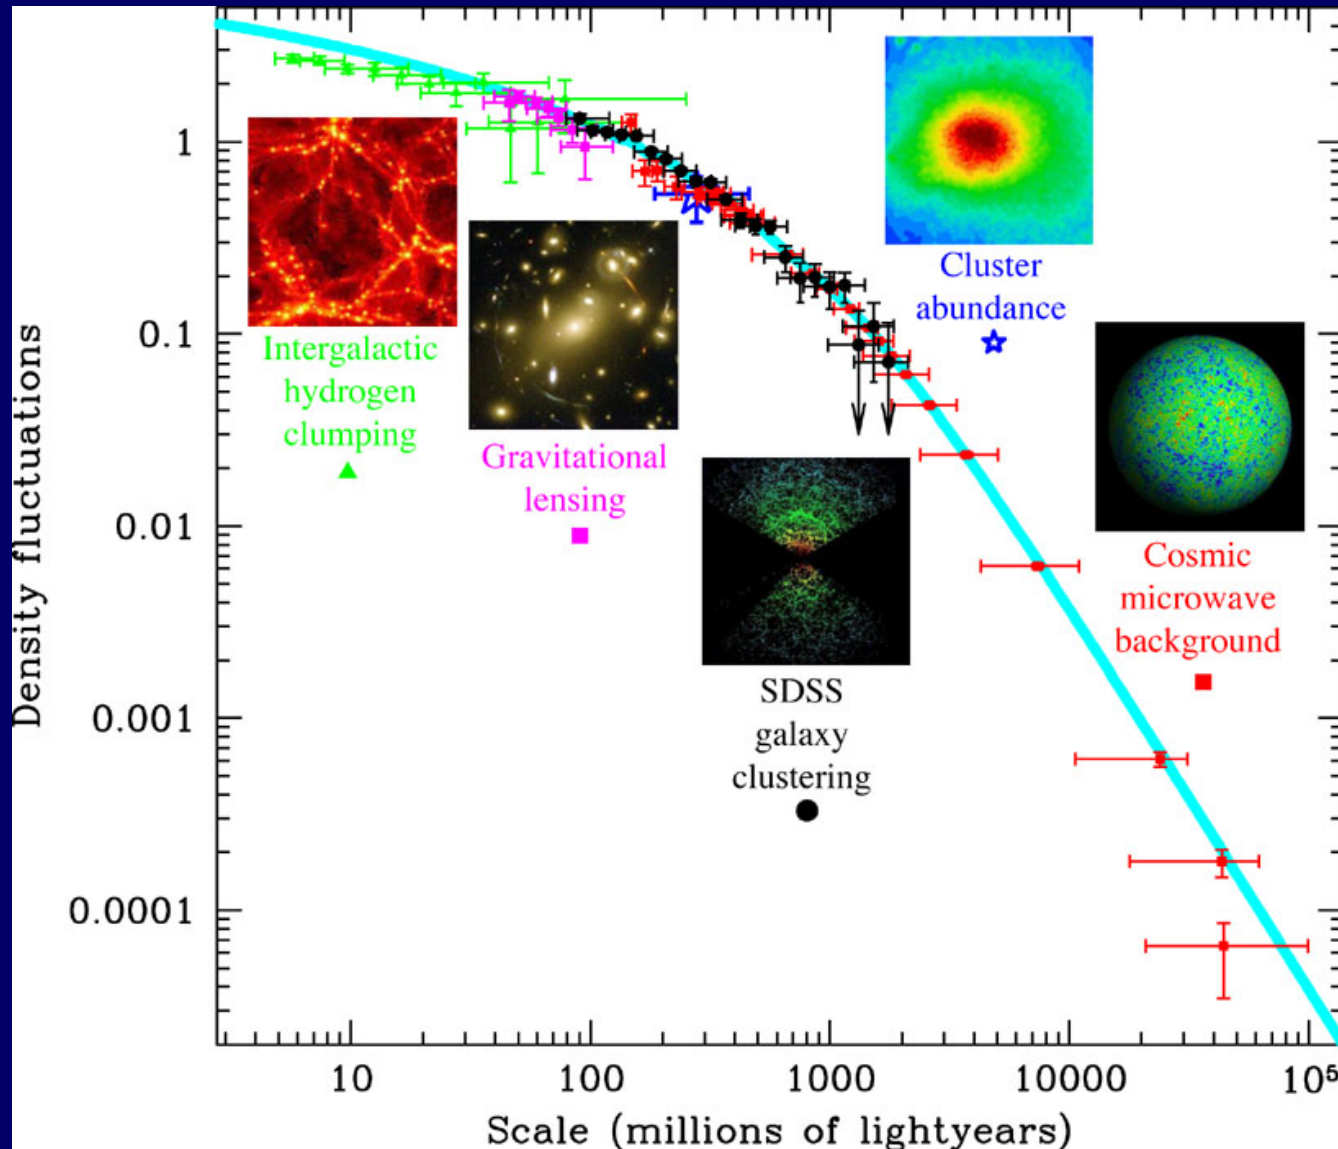 Density fluctuations
1
0.1
0.01
0.001
0.0001
Intergalactic
hydrogen
clumping
Gravitational
lensing
Cluster
abundance
SDSS
galaxy
clustering
Cosmic
microwave
background
10
100
1000
10000
10⁵
Scale (millions of lightyears)